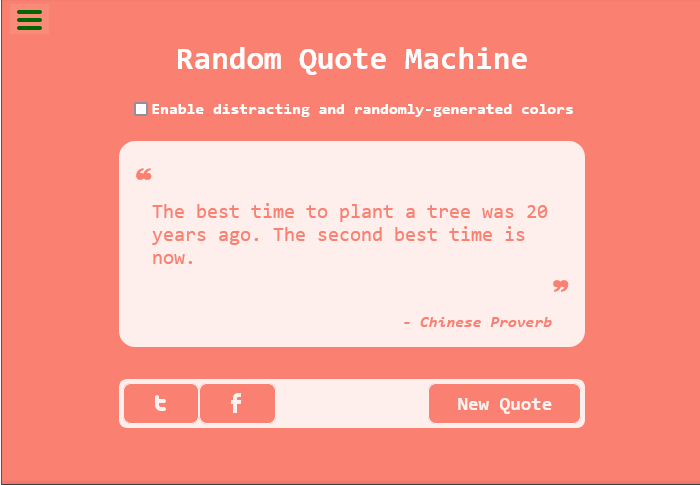 Random Quote Machine
Enable distracting and randomly-generated colors
❝
The best time to plant a tree was 20
years ago. The second best time is
now.
❞
- Chinese Proverb
t f New Quote